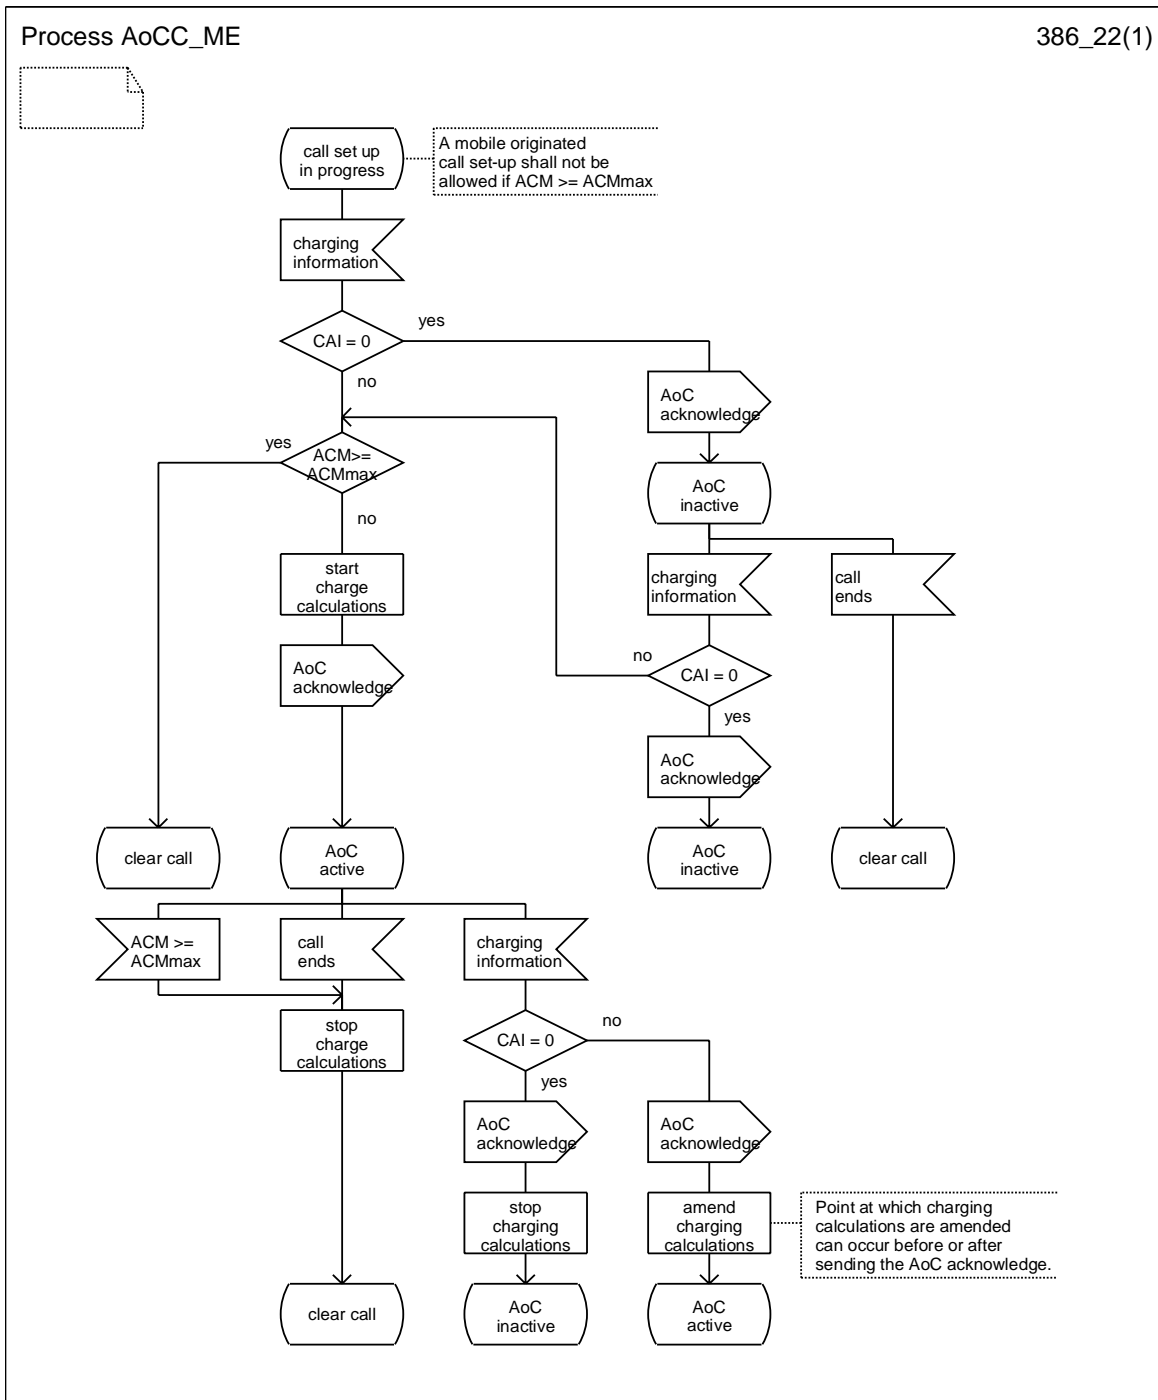 Process AoCC_ME
386_22(1)
call set up
in progress
A mobile originated
call set-up shall not be
allowed if ACM >= ACMmax
charging
information
CAI = 0
yes
no
AoC
acknowledge
yes
ACM>=
ACMmax
no
AoC
inactive
start
charge
calculations
charging
information
call
ends
AoC
acknowledge
no
CAI = 0
yes
AoC
acknowledge
clear call
AoC
active
AoC
inactive
clear call
ACM >=
ACMmax
call
ends
charging
information
stop
charge
calculations
CAI = 0
no
yes
AoC
acknowledge
AoC
acknowledge
stop
charging
calculations
amend
charging
calculations
Point at which charging
calculations are amended
can occur before or after
sending the AoC acknowledge.
clear call
AoC
inactive
AoC
active